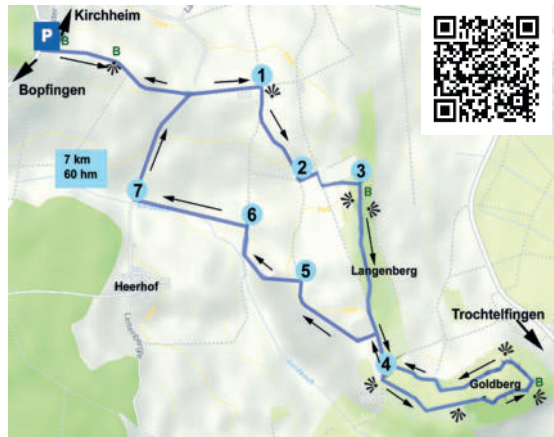 Kirchheim
P
B
B
Bopfingen
1
7 km
60 hm
2
3
B
7
6
5
Langenberg
Heerhof
Trochtelfingen
4
Goldberg
B